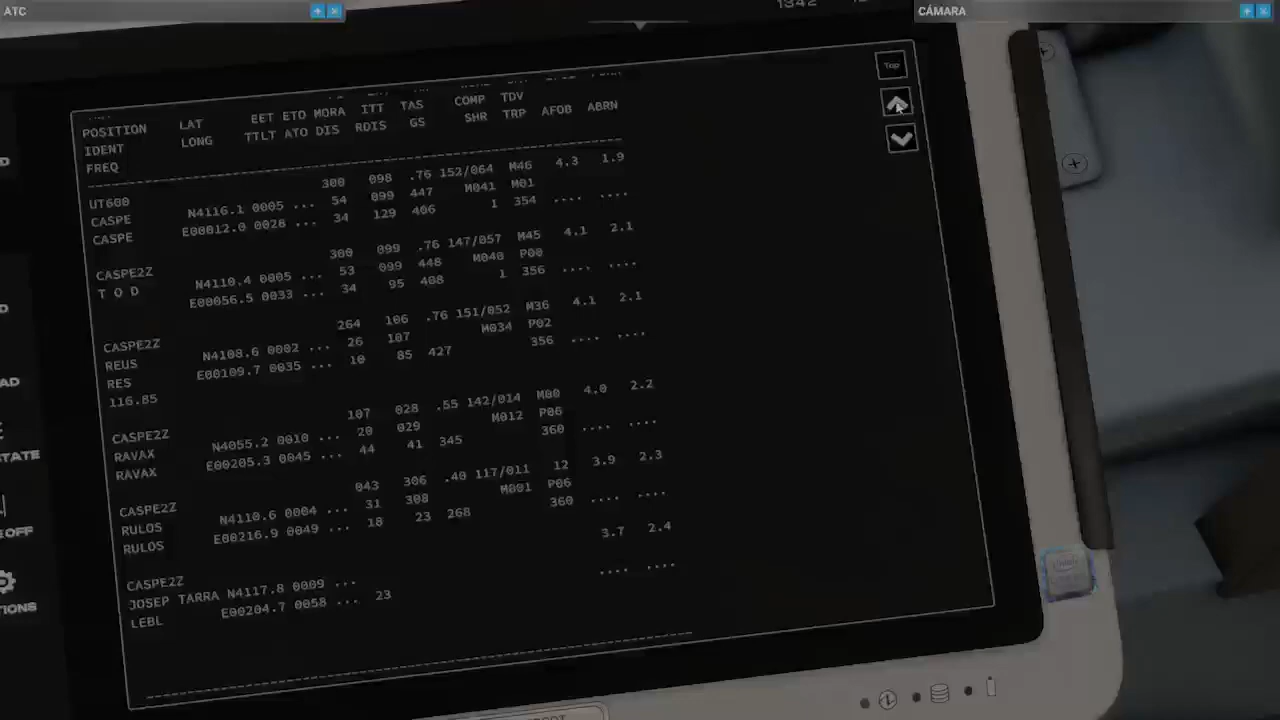 ATC
CÁMARA
1342
Top
POSITION LAT EET ETO MORA ITT TAS COMP TDV
IDENT LONG TTLT ATO DIS RDIS GS SHR TRP AFOB ABRN
FREQ
300 098 .76 152/064 M46 4.3 1.9
UT600
CASPE N4116.1 0005 ... 54 099 447 M041 M01
CASPE E00012.0 0028 ... 34 129 406 1 354 .... ....
300 099 .76 147/057 M45 4.1 2.1
CASPE2Z
T O D N4110.4 0005 ... 53 099 448 M040 P00
E00056.5 0033 ... 34 95 408 1 356 .... ....
264 106 .76 151/052 M36 4.1 2.1
CASPE2Z
REUS N4108.6 0002 ... 26 107 M034 P02
RES E00109.7 0035 ... 10 85 427 356 .... ....
116.85
107 028 .55 142/014 M00 4.0 2.2
CASPE2Z
RAVAX N4055.2 0010 ... 20 029 M012 P06
RAVAX E00205.3 0045 ... 44 41 345 360 .... ....
043 306 .40 117/011 12 3.9 2.3
CASPE2Z
RULOS N4110.6 0004 ... 31 308 M001 P06
RULOS E00216.9 0049 ... 18 23 268 360 .... ....
3.7 2.4
CASPE2Z
JOSEP TARRA N4117.8 0009 ...
LEBL E00204.7 0058 ... 23 .... ....